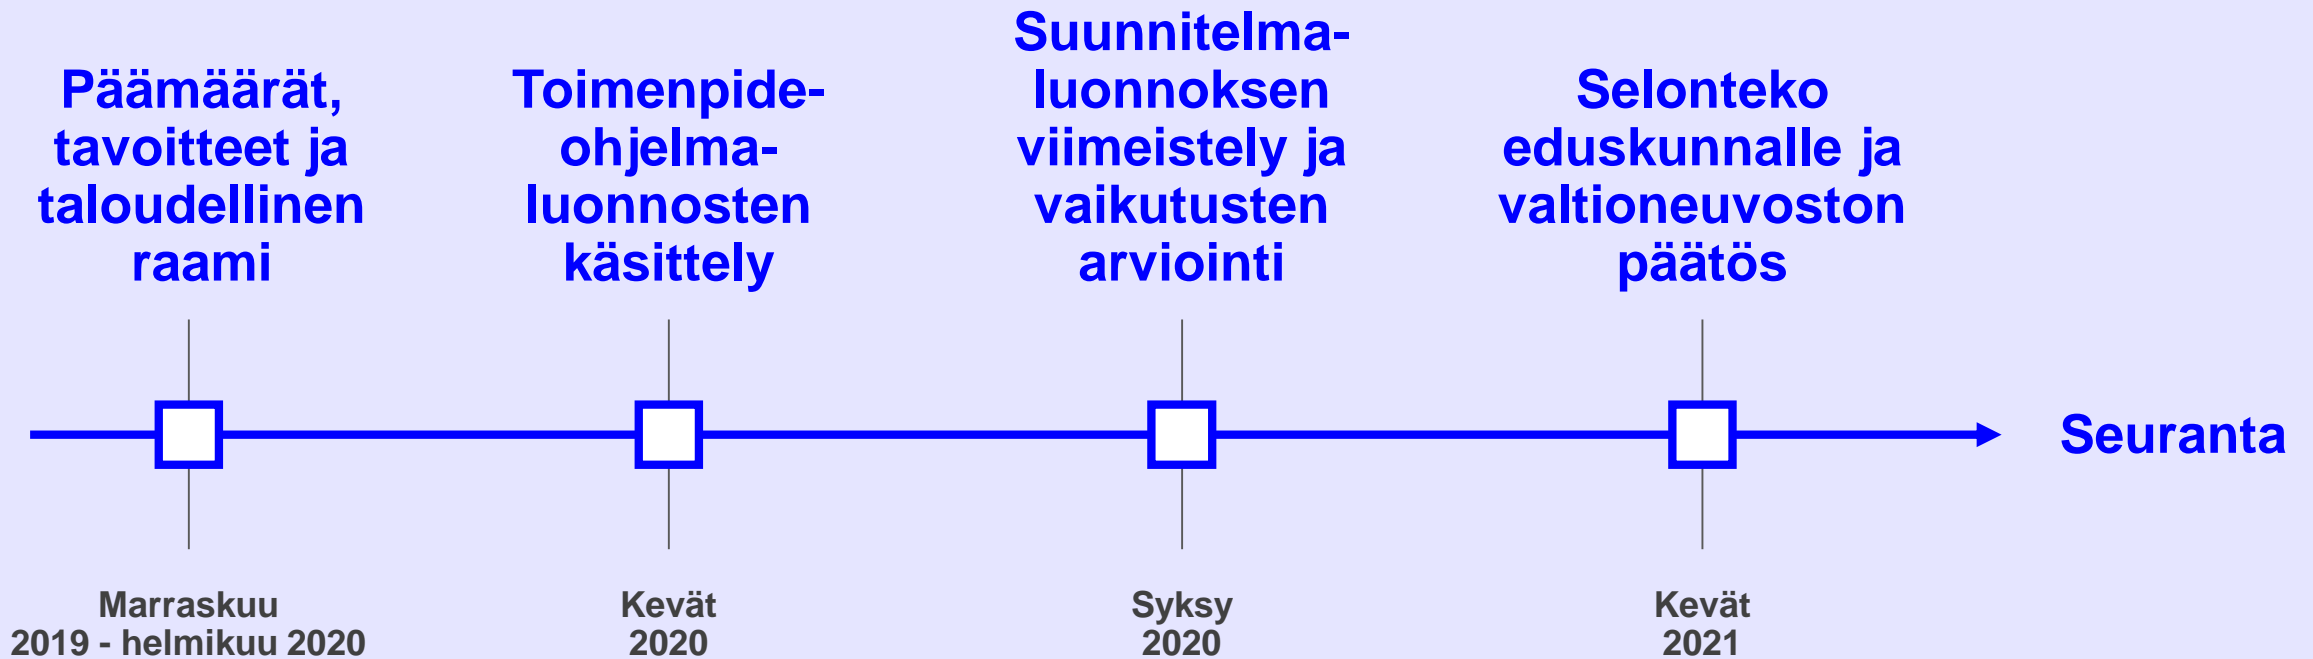 Päämäärät,
tavoitteet ja
taloudellinen
raami
Toimenpide-
ohjelma-
luonnosten
käsittely
Suunnitelma-
luonnoksen
viimeistely ja
vaikutusten
arviointi
Selonteko
eduskunnalle ja
valtioneuvoston
päätös
Seuranta
Marraskuu
2019 - helmikuu 2020
Kevät
2020
Syksy
2020
Kevät
2021